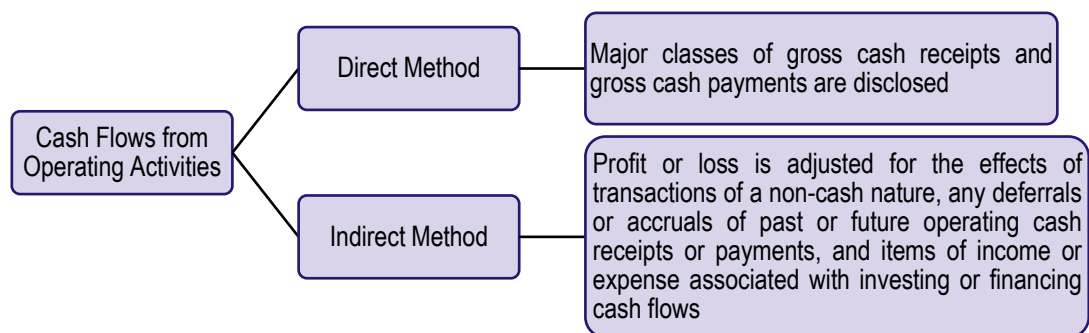 Cash Flows from
Operating Activities
Direct Method
Major classes of gross cash receipts and
gross cash payments are disclosed
Indirect Method
Profit or loss is adjusted for the effects of
transactions of a non-cash nature, any deferrals
or accruals of past or future operating cash
receipts or payments, and items of income or
expense associated with investing or financing
cash flows